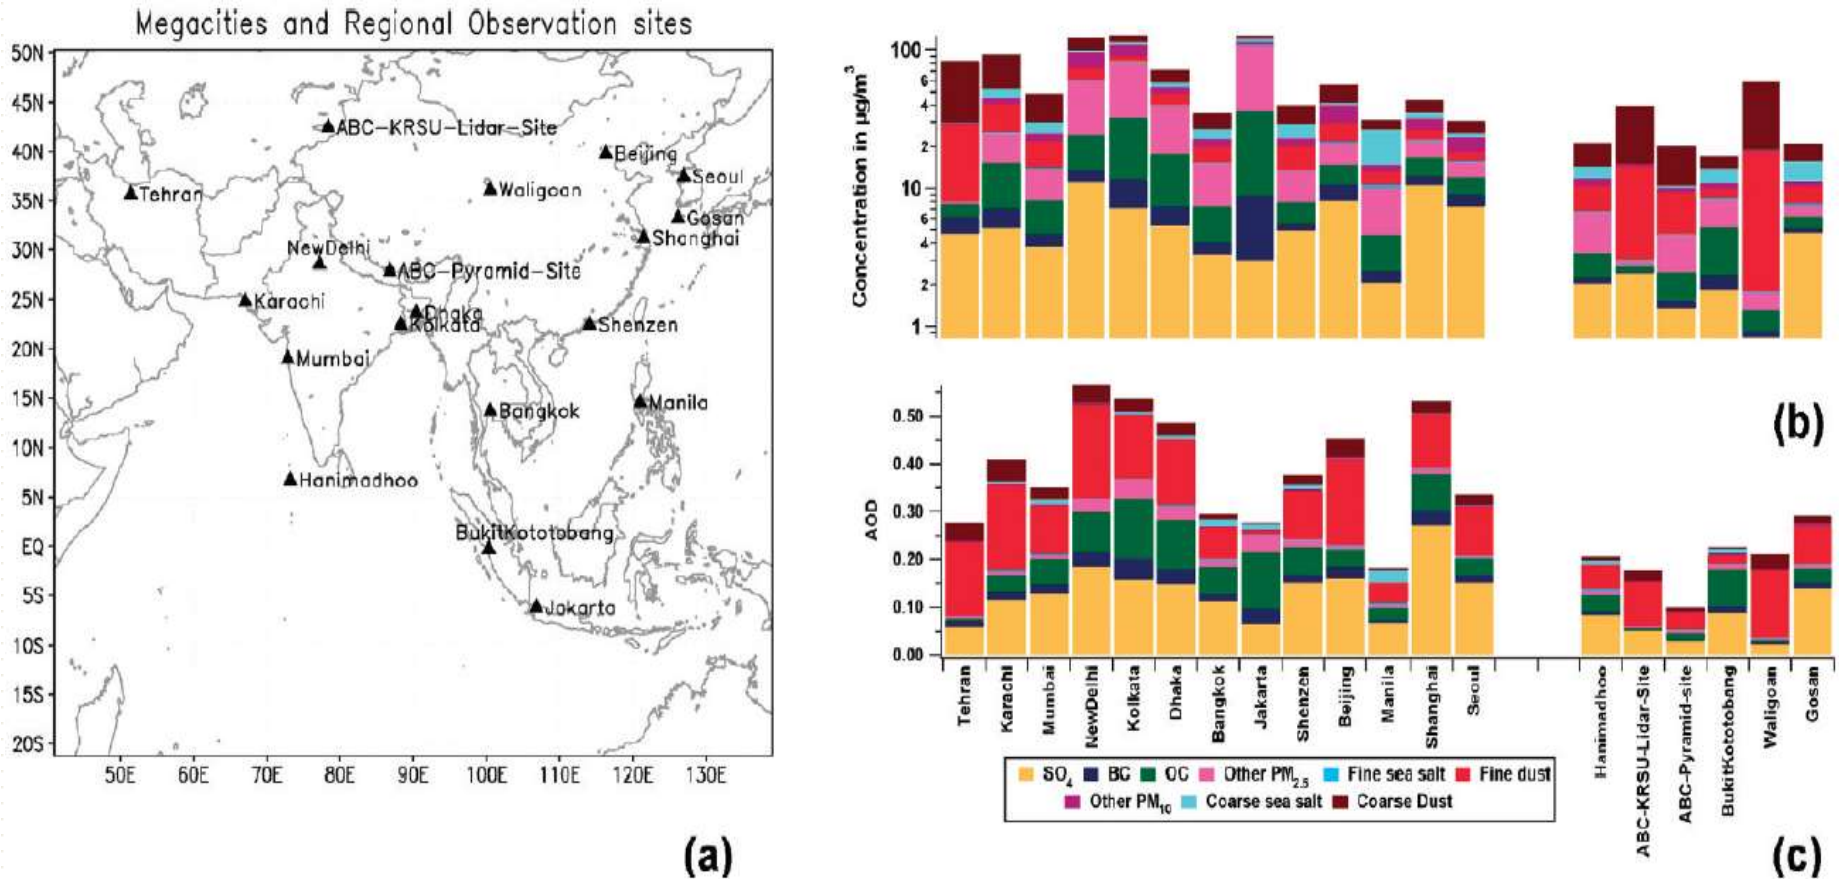 Megacities and Regional Observation sites
50N
45N
40N
35N
30N
25N
20N
15N
10N
5N
EQ
5S
10S
15S
20S
50E
60E
70E
80E
90E
100E
110E
120E
130E
ABC-KRSU-Lidar-Site
Beijing
Seoul
Waligoan
Tehran
Gosan
Shanghai
NewDelhi
ABC-Pyramid-Site
Karachi
Dhaka
Kolkata
Shenzen
Mumbai
Manila
Bangkok
Hanimadhoo
BukitKototobang
Jakarta
(a)
Concentration in µg/m³
100
6
4
2
10
6
4
2
1
(b)
AOD
0.50
0.40
0.30
0.20
0.10
0.00
Tehran
Karachi
Mumbai
NewDelhi
Kolkata
Dhaka
Bangkok
Jakarta
Shenzen
Beijing
Manila
Shanghai
Seoul
Hanimadhoo
ABC-KRSU-Lidar-Site
ABC-Pyramid-site
BukitKototobang
Waligoan
Gosan
SO₄ BC OC Other PM₂.₅ Fine sea salt Fine dust
Other PM₁₀ Coarse sea salt Coarse Dust
(c)